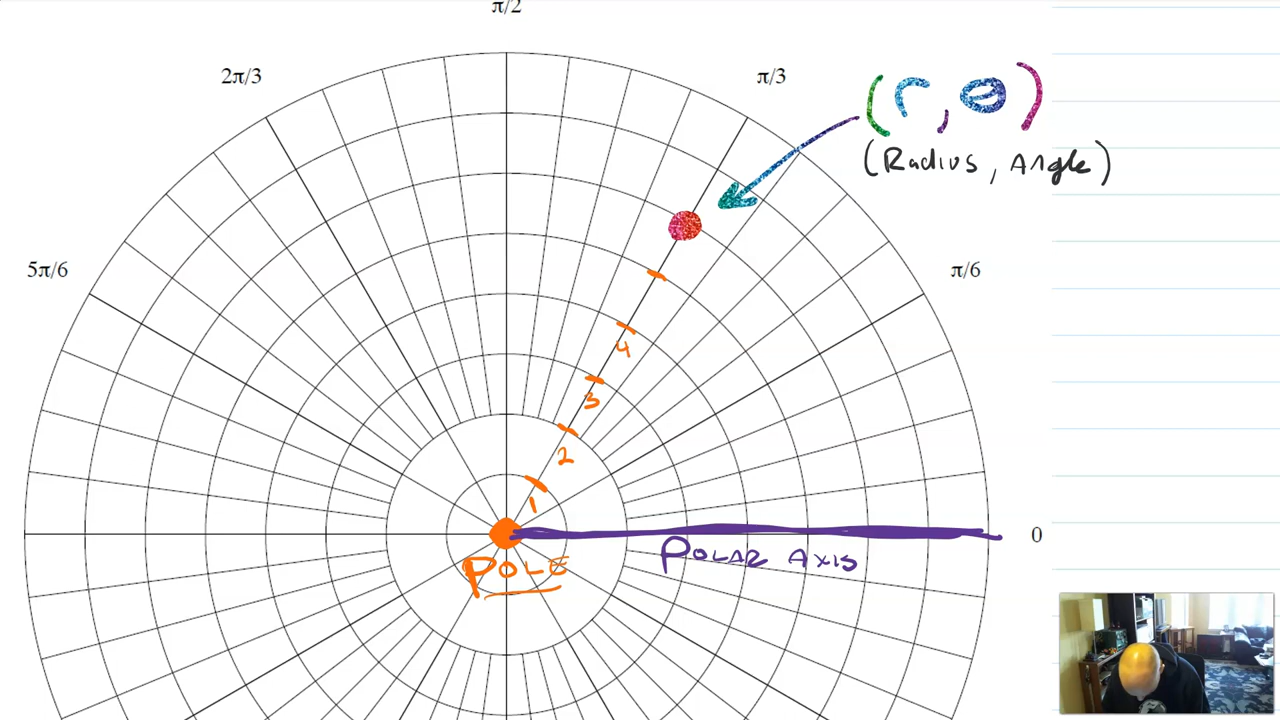 π/2
2π/3
π/3
(r, θ)
(Radius, Angle)
5π/6
π/6
4
3
2
1
0
POLE
POLAR AXIS